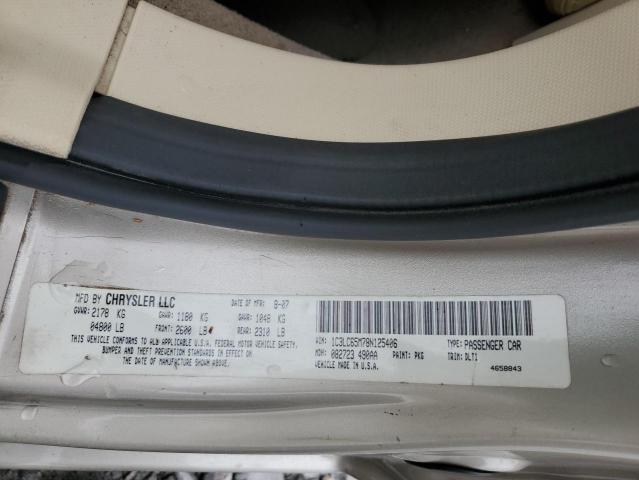 MFD BY CHRYSLER LLC DATE OF MFR: 8-07
GVWR: 2178 KG GAWR: 1180 KG GAWR: 1048 KG
04800 LB FRONT: 2600 LB REAR: 2310 LB
THIS VEHICLE CONFORMS TO ALL APPLICABLE U.S.A. FEDERAL MOTOR VEHICLE SAFETY,
BUMPER AND THEFT PREVENTION STANDARDS IN EFFECT ON
THE DATE OF MANUFACTURE SHOWN ABOVE.
VIN: 1C3LC65M78N125406 TYPE: PASSENGER CAR
MDH: 082723 490AA PAINT: PKG TRIM: DLT1
VEHICLE MADE IN U.S.A. 4658843